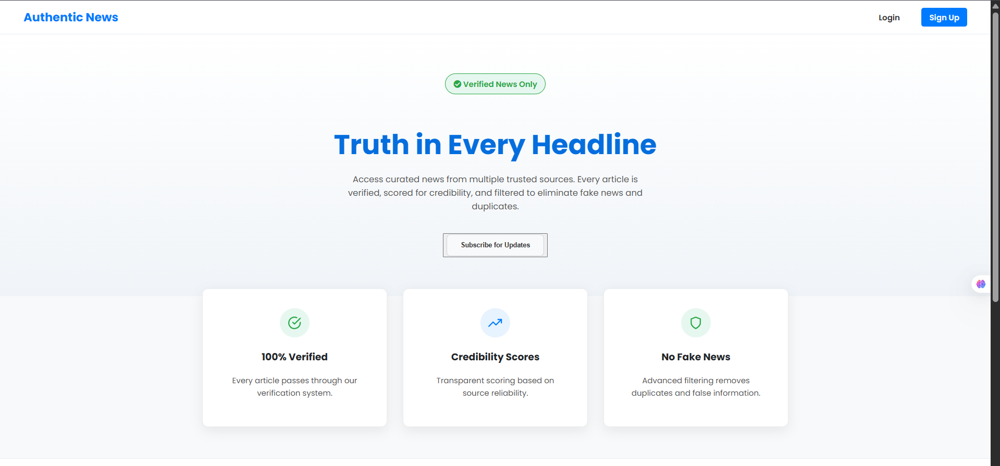 Authentic News
Login
Sign Up
Verified News Only
Truth in Every Headline
Access curated news from multiple trusted sources. Every article is
verified, scored for credibility, and filtered to eliminate fake news and
duplicates.
Subscribe for Updates
100% Verified
Every article passes through our
verification system.
Credibility Scores
Transparent scoring based on
source reliability.
No Fake News
Advanced filtering removes
duplicates and false information.